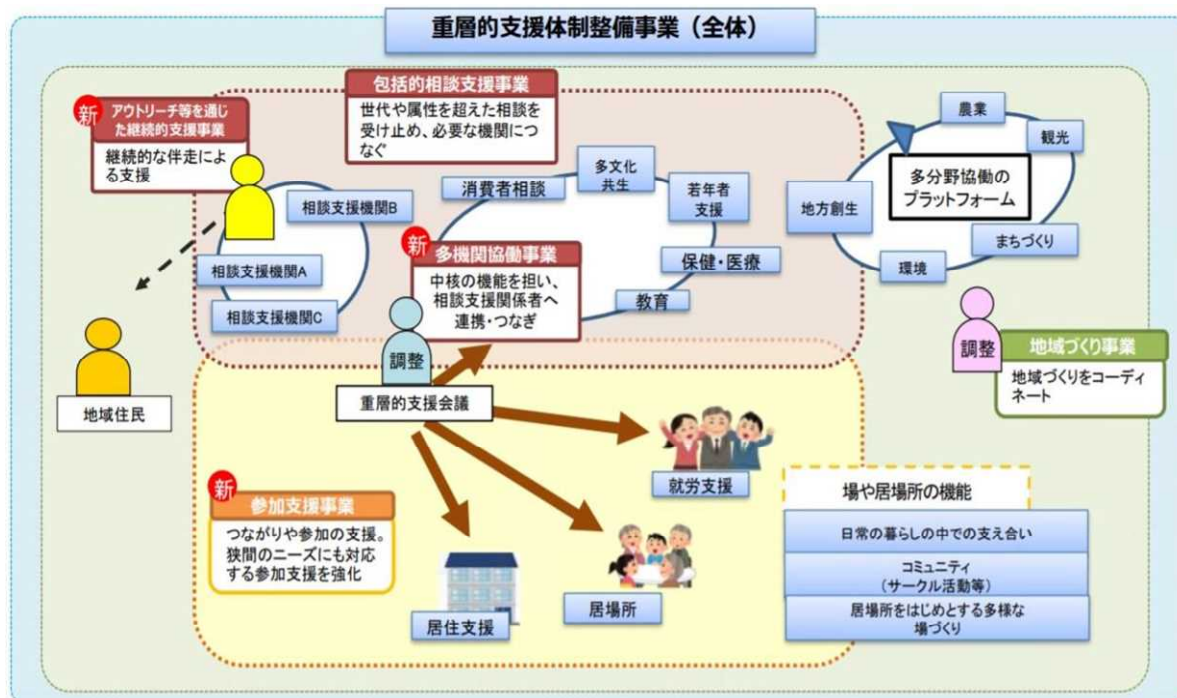 重層的支援体制整備事業（全体）
新
アウトリーチ等を通じ
た継続的支援事業
継続的な伴走によ
る支援
包括的相談支援事業
世代や属性を超えた相談を
受け止め、必要な機関につ
なぐ
相談支援機関B
相談支援機関A
相談支援機関C
消費者相談
多文化
共生
若年者
支援
保健・医療
教育
新
多機関協働事業
中核の機能を担い、
相談支援関係者へ
連携・つなぎ
調整
重層的支援会議
農業
観光
多分野協働の
プラットフォーム
地方創生
まちづくり
環境
調整
地域づくり事業
地域づくりをコーディ
ネート
地域住民
新
参加支援事業
つながりや参加の支援。
狭間のニーズにも対応
する参加支援を強化
就労支援
居場所
居住支援
場や居場所の機能
日常の暮らしの中での支え合い
コミュニティ
（サークル活動等）
居場所をはじめとする多様な
場づくり